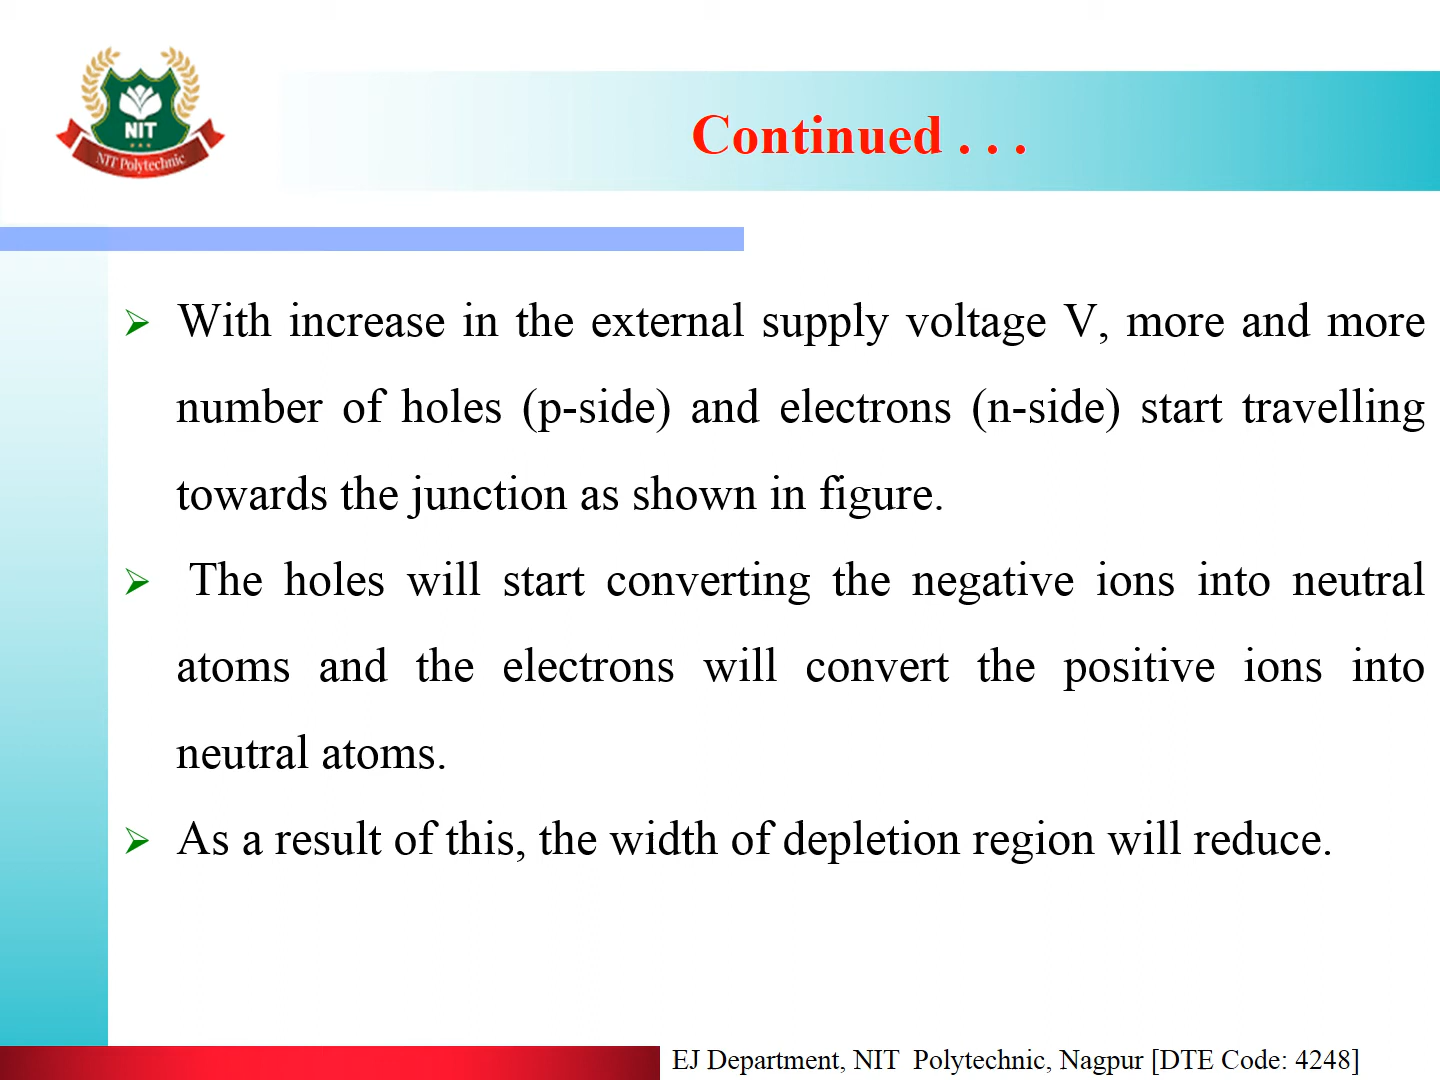 NIT
NIT Polytechnic
Continued . . .
With increase in the external supply voltage V, more and more
number of holes (p-side) and electrons (n-side) start travelling
towards the junction as shown in figure.
The holes will start converting the negative ions into neutral
atoms and the electrons will convert the positive ions into
neutral atoms.
As a result of this, the width of depletion region will reduce.
EJ Department, NIT  Polytechnic, Nagpur [DTE Code: 4248]